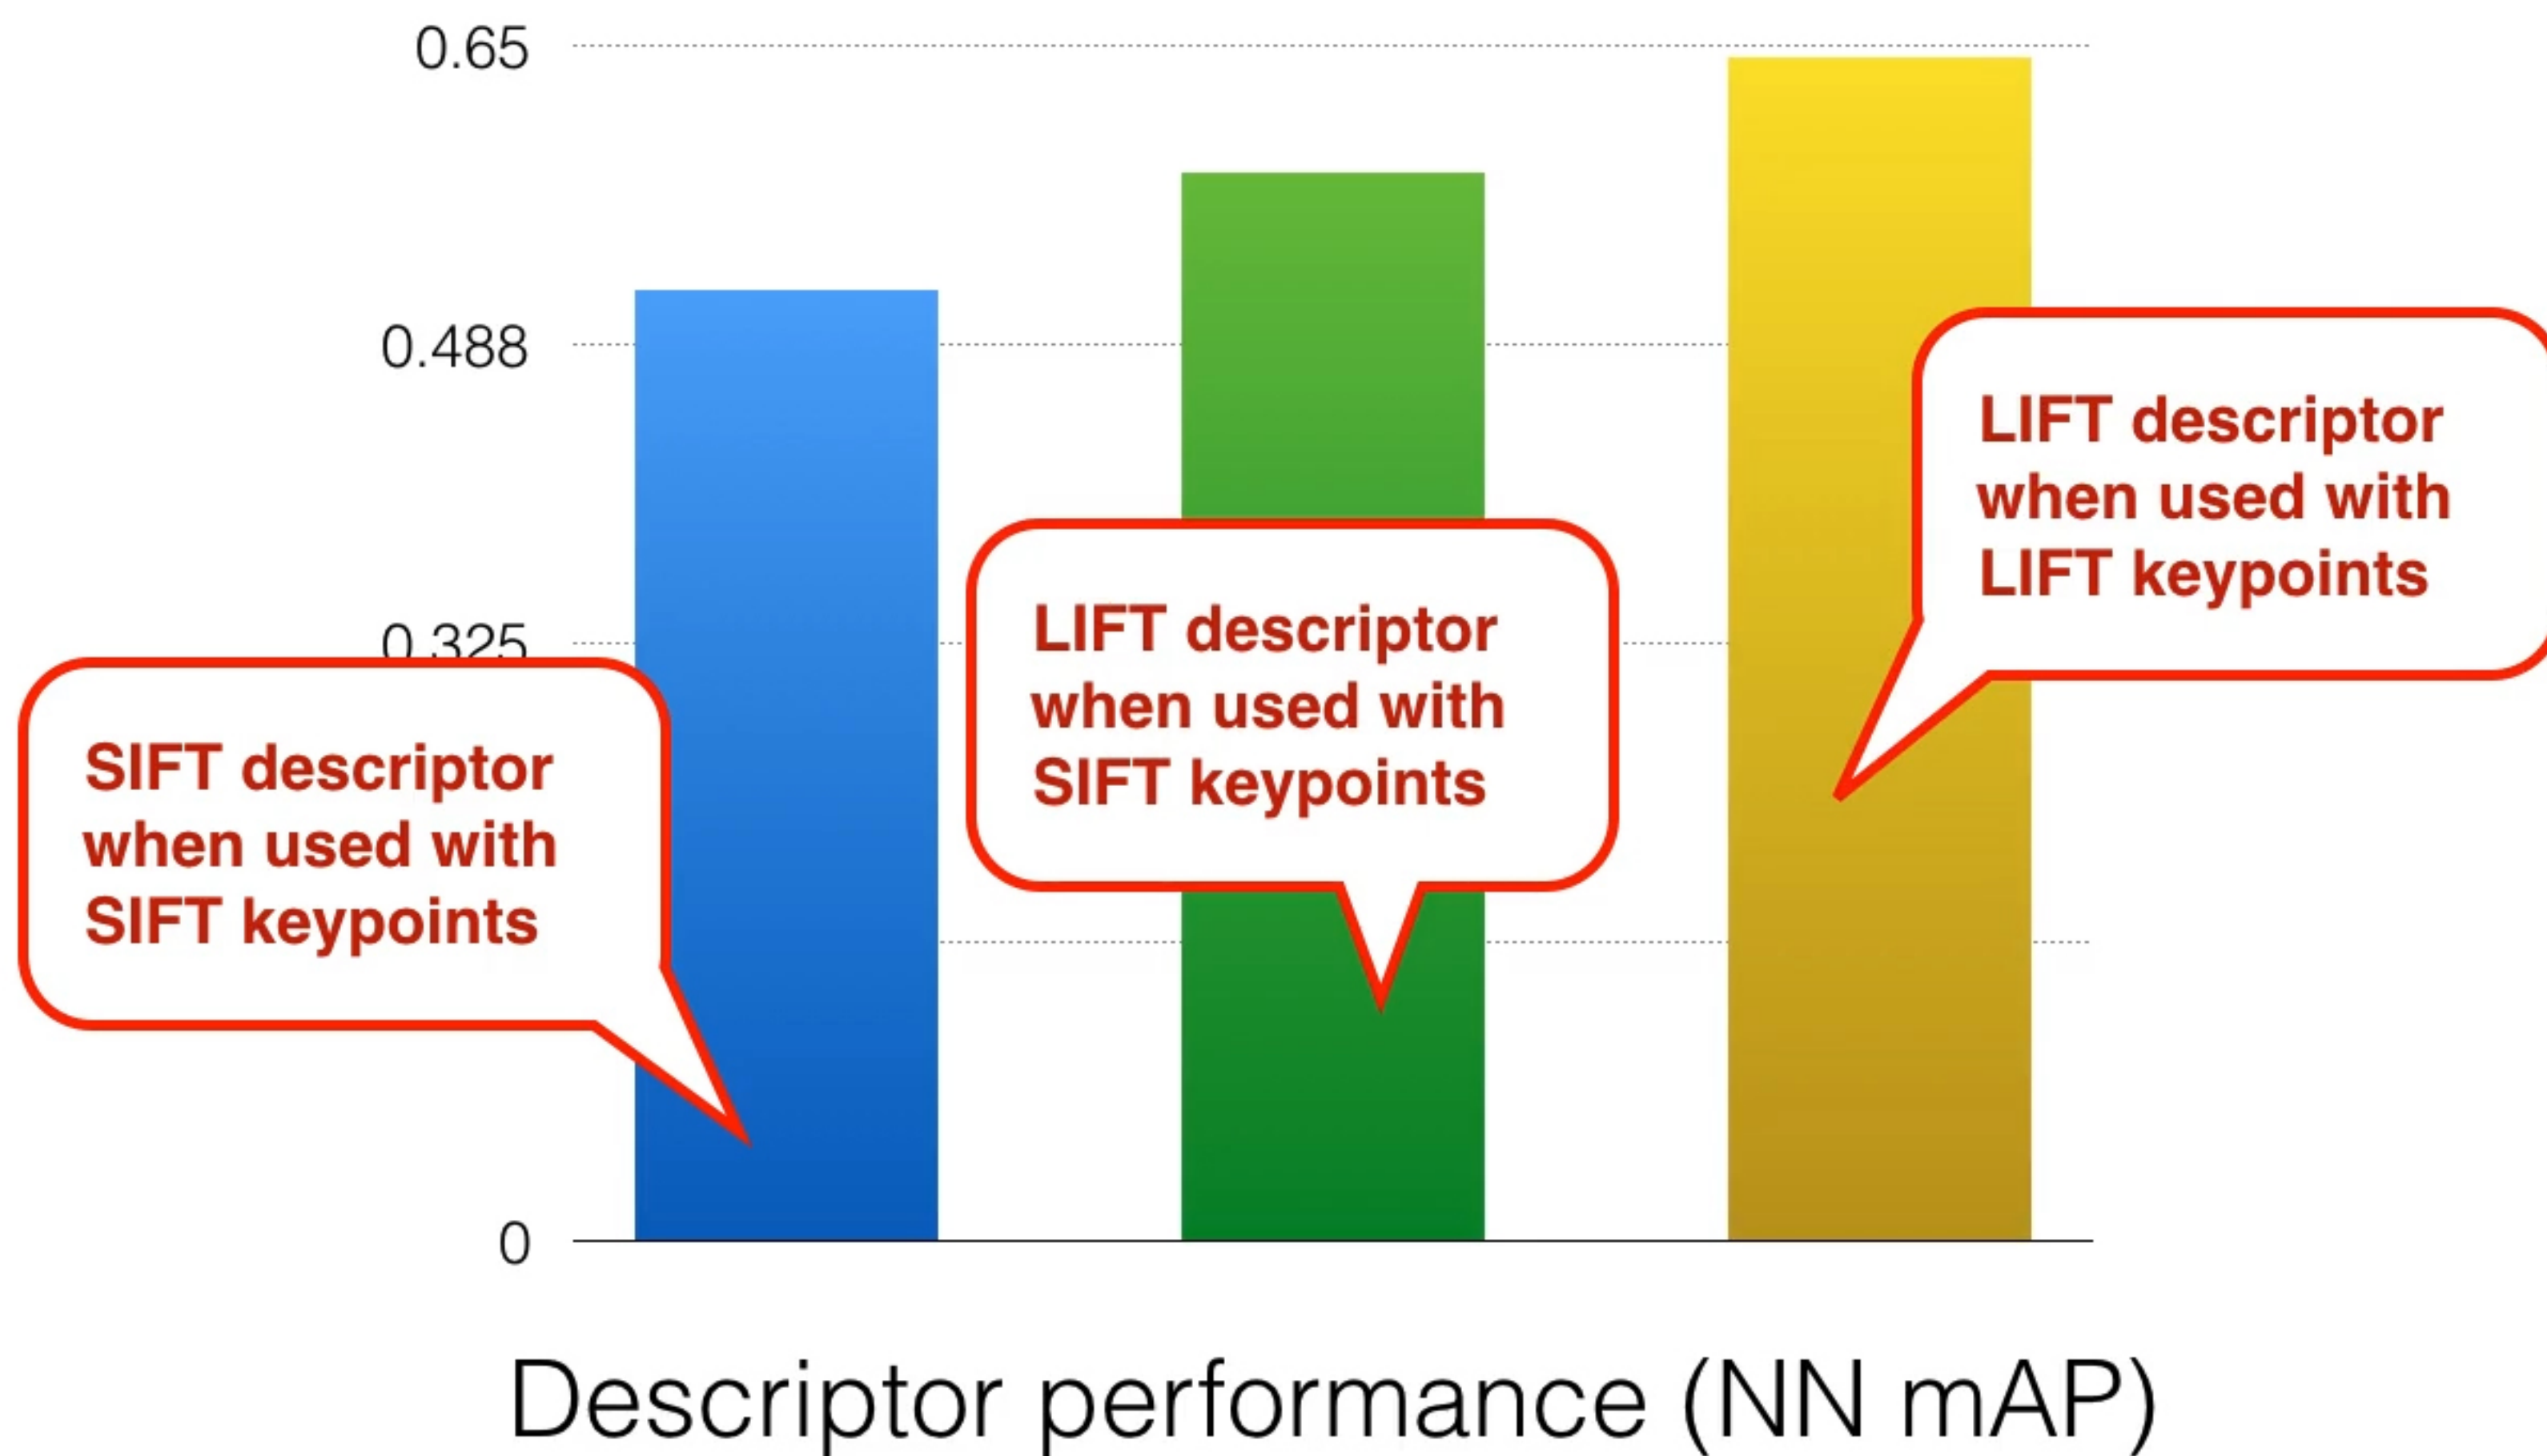 0.65
0.488
0.325
0
SIFT descriptor
when used with
SIFT keypoints
LIFT descriptor
when used with
SIFT keypoints
LIFT descriptor
when used with
LIFT keypoints
Descriptor performance (NN mAP)